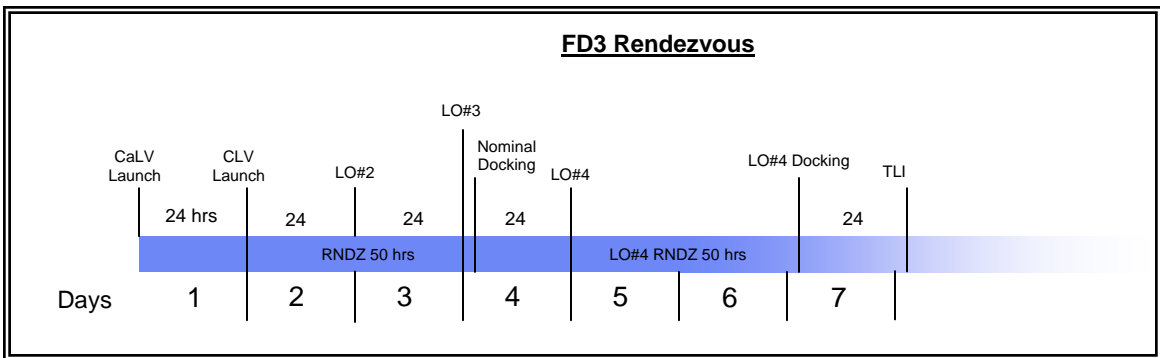 FD3 Rendezvous
LO#3
CaLV
Launch
CLV
Launch
LO#2
Nominal
Docking
LO#4
LO#4 Docking
TLI
24 hrs
24
24
24
24
RNDZ 50 hrs
LO#4 RNDZ 50 hrs
Days
1
2
3
4
5
6
7